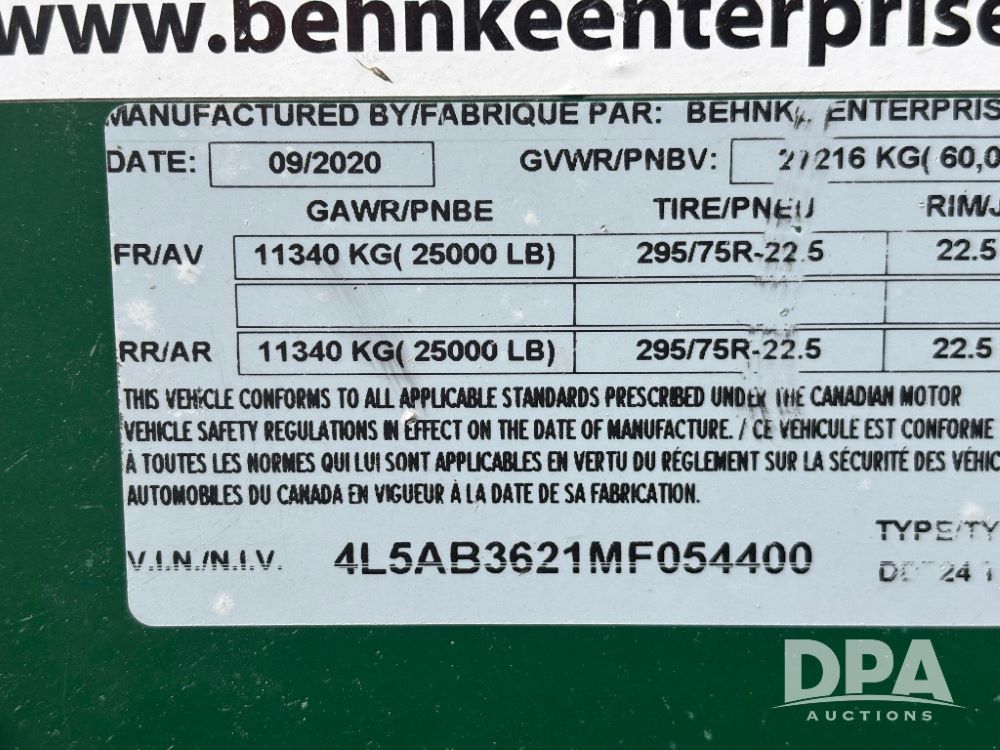 www.behnkeenterprise
MANUFACTURED BY/FABRIQUE PAR: BEHNK ENTERPRIS
DATE: 09/2020 GVWR/PNBV: 27216 KG( 60,0
GAWR/PNBE TIRE/PNEU RIM/J
FR/AV 11340 KG( 25000 LB) 295/75R-22.5 22.5
RR/AR 11340 KG( 25000 LB) 295/75R-22.5 22.5
THIS VEHICLE CONFORMS TO ALL APPLICABLE STANDARDS PRESCRIBED UNDER THE CANADIAN MOTOR
VEHICLE SAFETY REGULATIONS IN EFFECT ON THE DATE OF MANUFACTURE. / CE VEHICULE EST CONFORME
À TOUTES LES NORMES QUI LUI SONT APPLICABLES EN VERTU DU RÉGLEMENT SUR LA SÉCURITÉ DES VÉHIC
AUTOMOBILES DU CANADA EN VIGUEUR À LA DATE DE SA FABRICATION.
TYPE/TY
V.I.N./N.I.V. 4L5AB3621MF054400
24
DPA
AUCTIONS